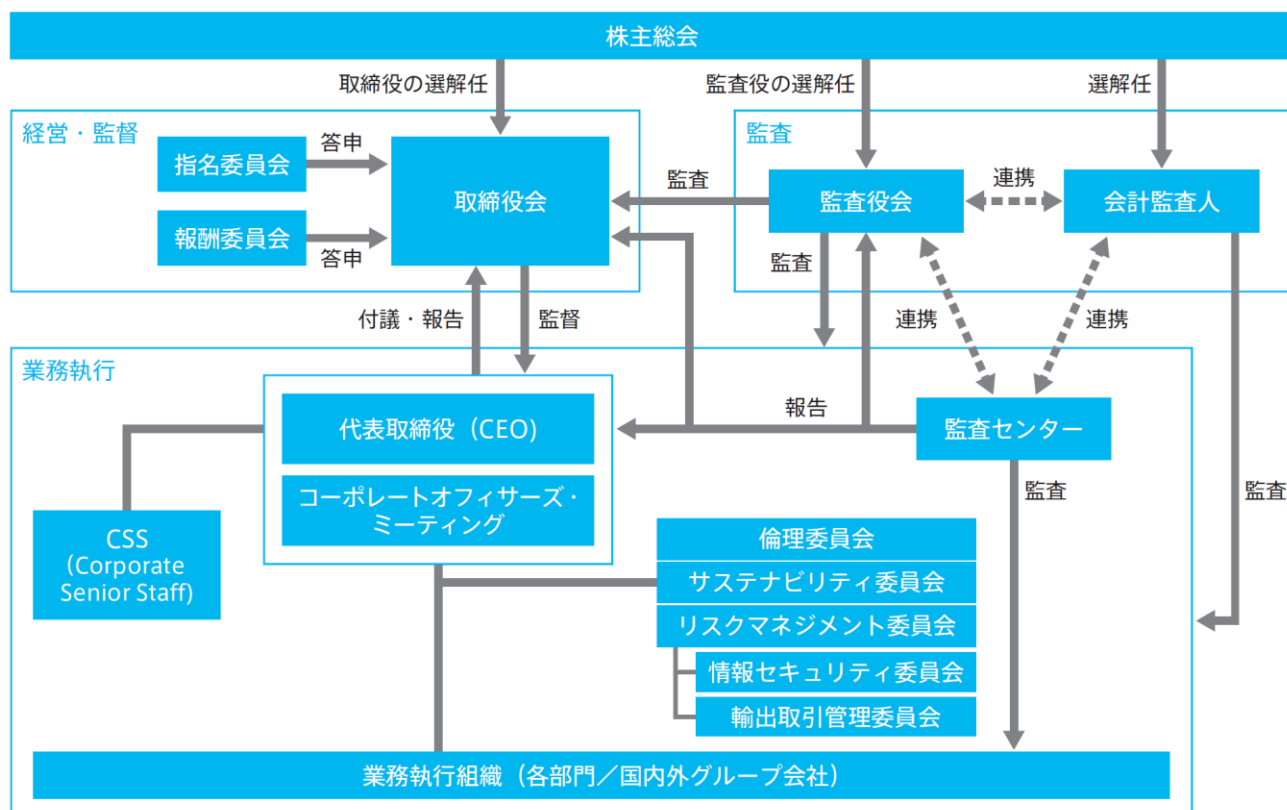 株主総会
取締役の選解任
監査役の選解任
選解任
経営・監督
監査
指名委員会
答申
取締役会
監査
監査役会
連携
会計監査人
報酬委員会
答申
監査
付議・報告
監督
連携
連携
業務執行
代表取締役（CEO）
報告
監査センター
コーポレートオフィサーズ・
ミーティング
監査
監査
CSS
（Corporate
Senior Staff）
倫理委員会
サステナビリティ委員会
リスクマネジメント委員会
情報セキュリティ委員会
輸出取引管理委員会
業務執行組織（各部門／国内外グループ会社）